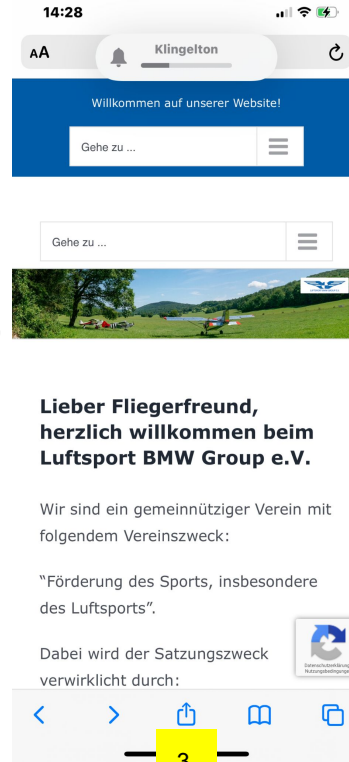 14:28
AA
Klingelton
Willkommen auf unserer Website!
Gehe zu ...
Gehe zu ...
Lieber Fliegerfreund,
herzlich willkommen beim
Luftsport BMW Group e.V.
Wir sind ein gemeinnütziger Verein mit
folgendem Vereinszweck:
“Förderung des Sports, insbesondere
des Luftsports”.
Dabei wird der Satzungszweck
verwirklicht durch:
Datenschutzerklärung
Nutzungsbedingungen
3